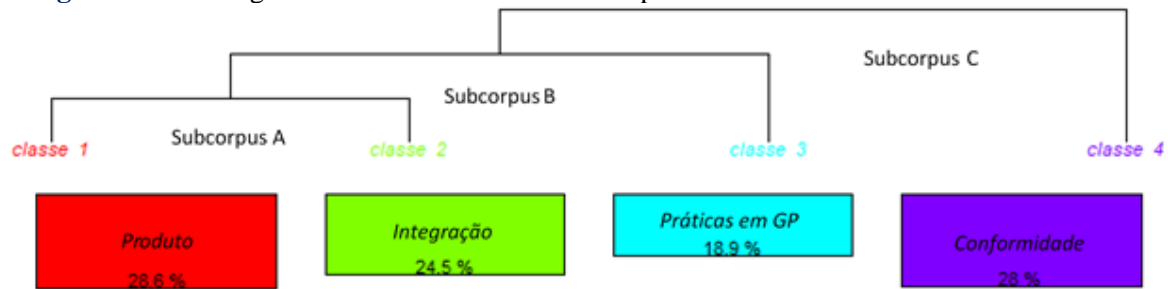 Subcorpus C
Subcorpus B
Subcorpus A
classe 1
classe 2
classe 3
classe 4
Produto
28.6 %
Integração
24.5 %
Práticas em GP
18.9 %
Conformidade
28 %